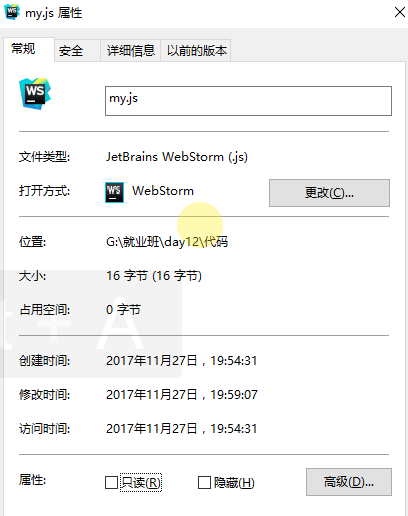 my.js 属性
常规 安全 详细信息 以前的版本
WS
my.js
文件类型: JetBrains WebStorm (.js)
打开方式: WS WebStorm 更改(C)...
位置: G:\就业班\day12\代码
大小: 16 字节 (16 字节)
占用空间: 0 字节
创建时间: 2017年11月27日，19:54:31
修改时间: 2017年11月27日，19:59:07
访问时间: 2017年11月27日，19:54:31
属性: 只读(R) 隐藏(H) 高级(D)...